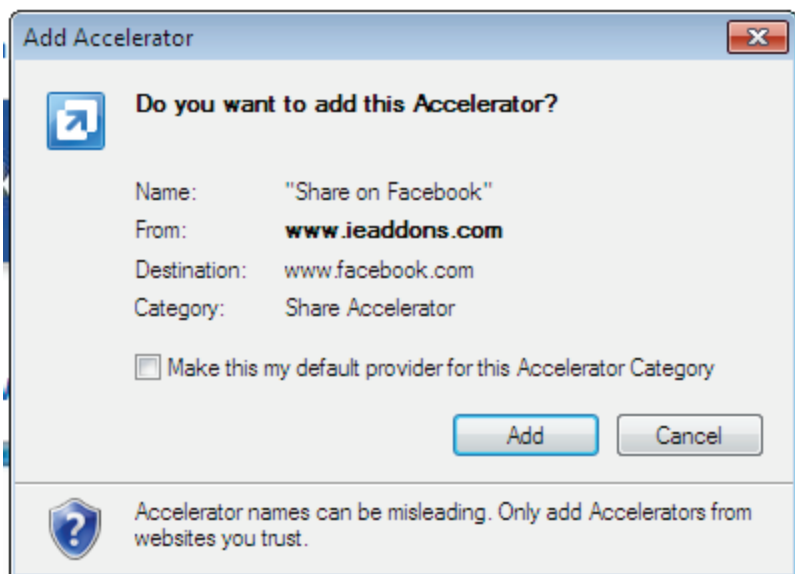 Add Accelerator
Do you want to add this Accelerator?
Name: "Share on Facebook"
From: www.ieaddons.com
Destination: www.facebook.com
Category: Share Accelerator
Make this my default provider for this Accelerator Category
Add Cancel
Accelerator names can be misleading. Only add Accelerators from
websites you trust.